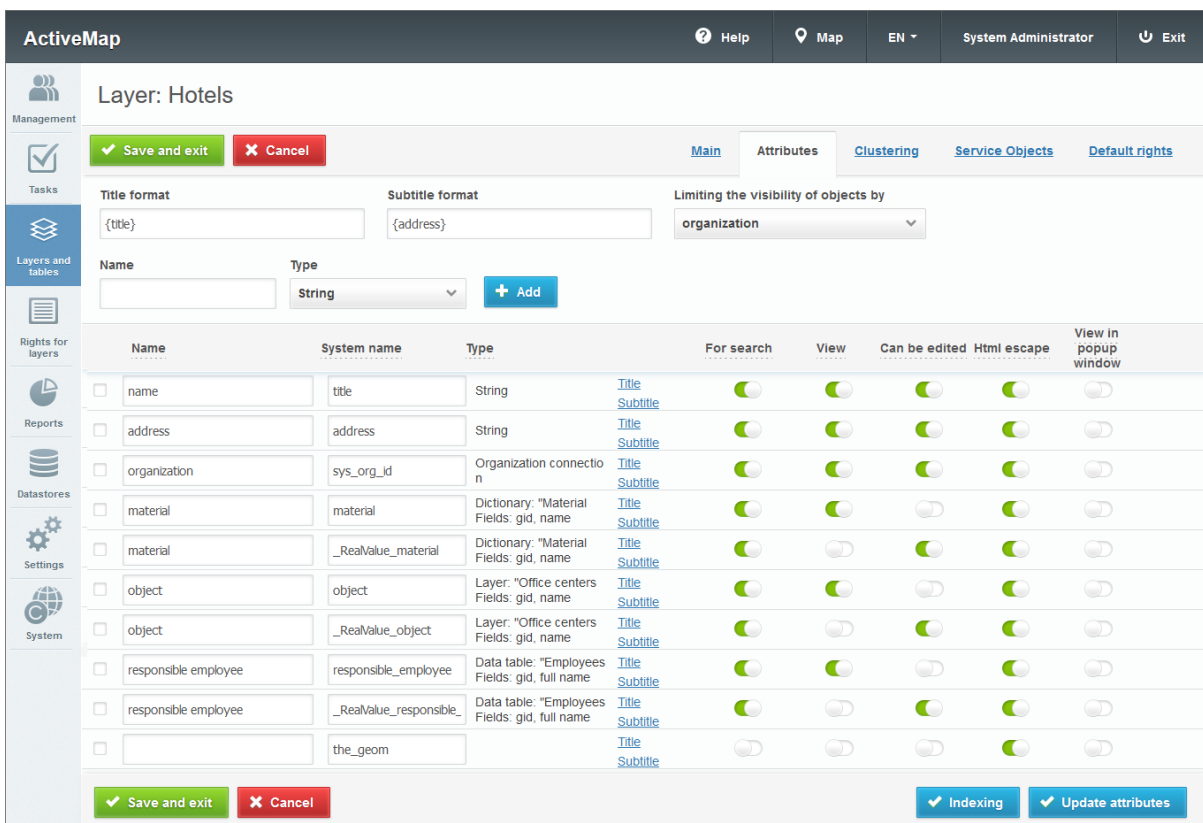 ActiveMap
Help
Map
EN
System Administrator
Exit
Management
Tasks
Layers and
tables
Rights for
layers
Reports
Datastores
Settings
System
Layer: Hotels
Save and exit
Cancel
Main
Attributes
Clustering
Service Objects
Default rights
Title format
Subtitle format
Limiting the visibility of objects by
{title}
{address}
organization
Name
Type
String
Add
Name
System name
Type
For search
View
Can be edited
Html escape
View in
popup
window
name
title
String
Title
Subtitle
address
address
String
Title
Subtitle
organization
sys_org_id
Organization connectio
n
Title
Subtitle
material
material
Dictionary: "Material
Fields: gid, name
Title
Subtitle
material
_RealValue_material
Dictionary: "Material
Fields: gid, name
Title
Subtitle
object
object
Layer: "Office centers
Fields: gid, name
Title
Subtitle
object
_RealValue_object
Layer: "Office centers
Fields: gid, name
Title
Subtitle
responsible employee
responsible_employee
Data table: "Employees
Fields: gid, full name
Title
Subtitle
responsible employee
_RealValue_responsible_
Data table: "Employees
Fields: gid, full name
Title
Subtitle
the_geom
Title
Subtitle
Save and exit
Cancel
Indexing
Update attributes